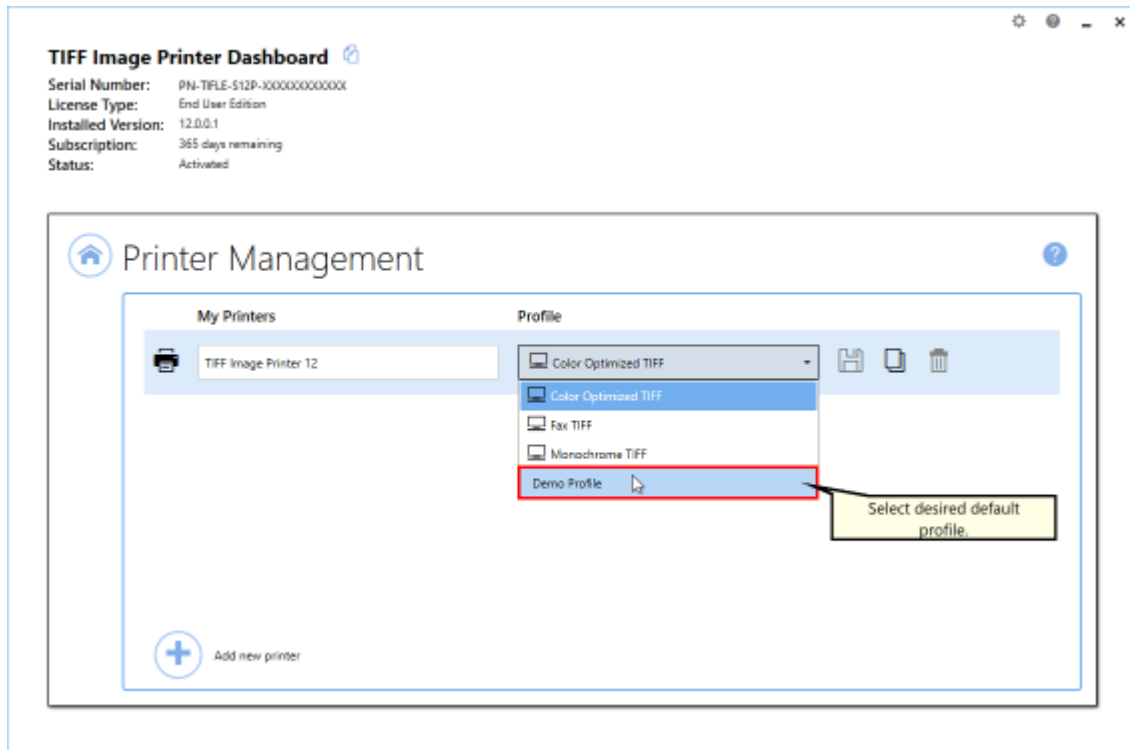 TIFF Image Printer Dashboard
Serial Number: PN-TIFLE-S12P-XXXXXXXXXXXX
License Type: End User Edition
Installed Version: 12.0.0.1
Subscription: 365 days remaining
Status: Activated
Printer Management
My Printers Profile
TIFF Image Printer 12 Color Optimized TIFF
Color Optimized TIFF
Fax TIFF
Monochrome TIFF
Demo Profile
Select desired default
profile.
Add new printer